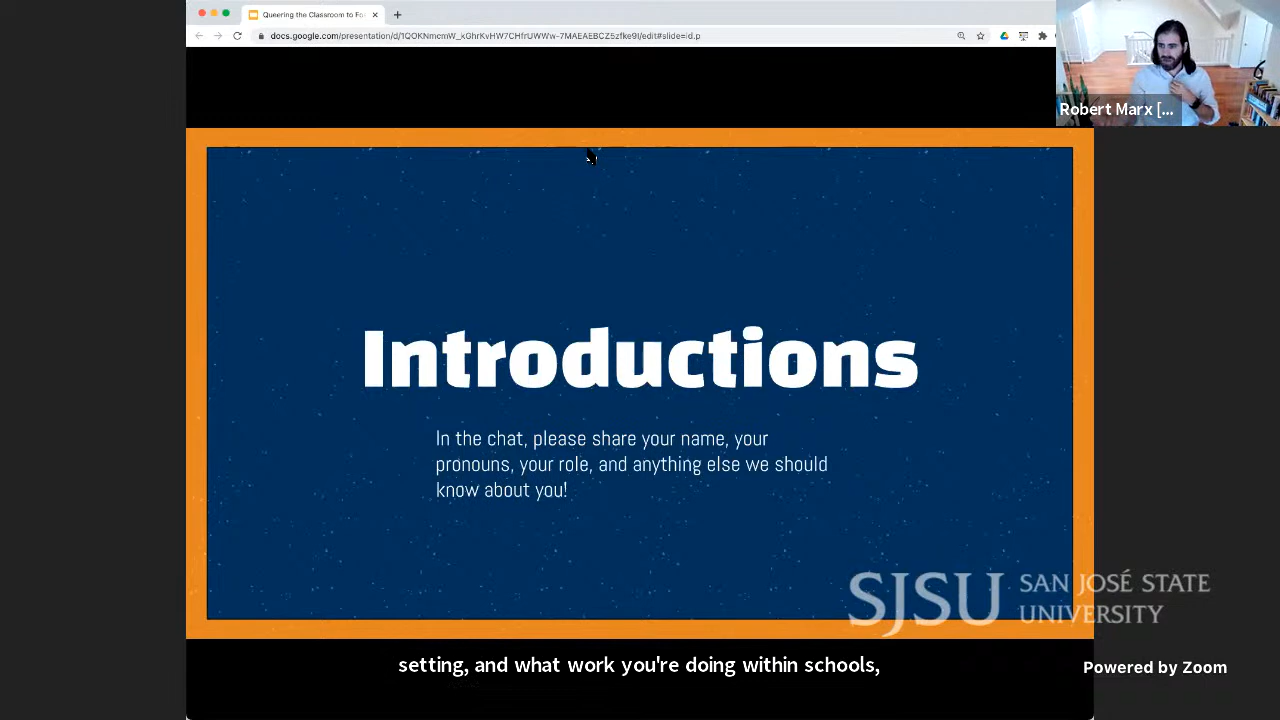 Queering the Classroom to Fo
docs.google.com/presentation/d/1QOKNmcmW_kGhrKvHW7CHfrUWWw-7MAEAEBCZ5zfke9I/edit#slide=id.p
Robert Marx [...
Introductions
In the chat, please share your name, your
pronouns, your role, and anything else we should
know about you!
SJSU SAN JOSÉ STATE
UNIVERSITY
setting, and what work you're doing within schools,
Powered by Zoom